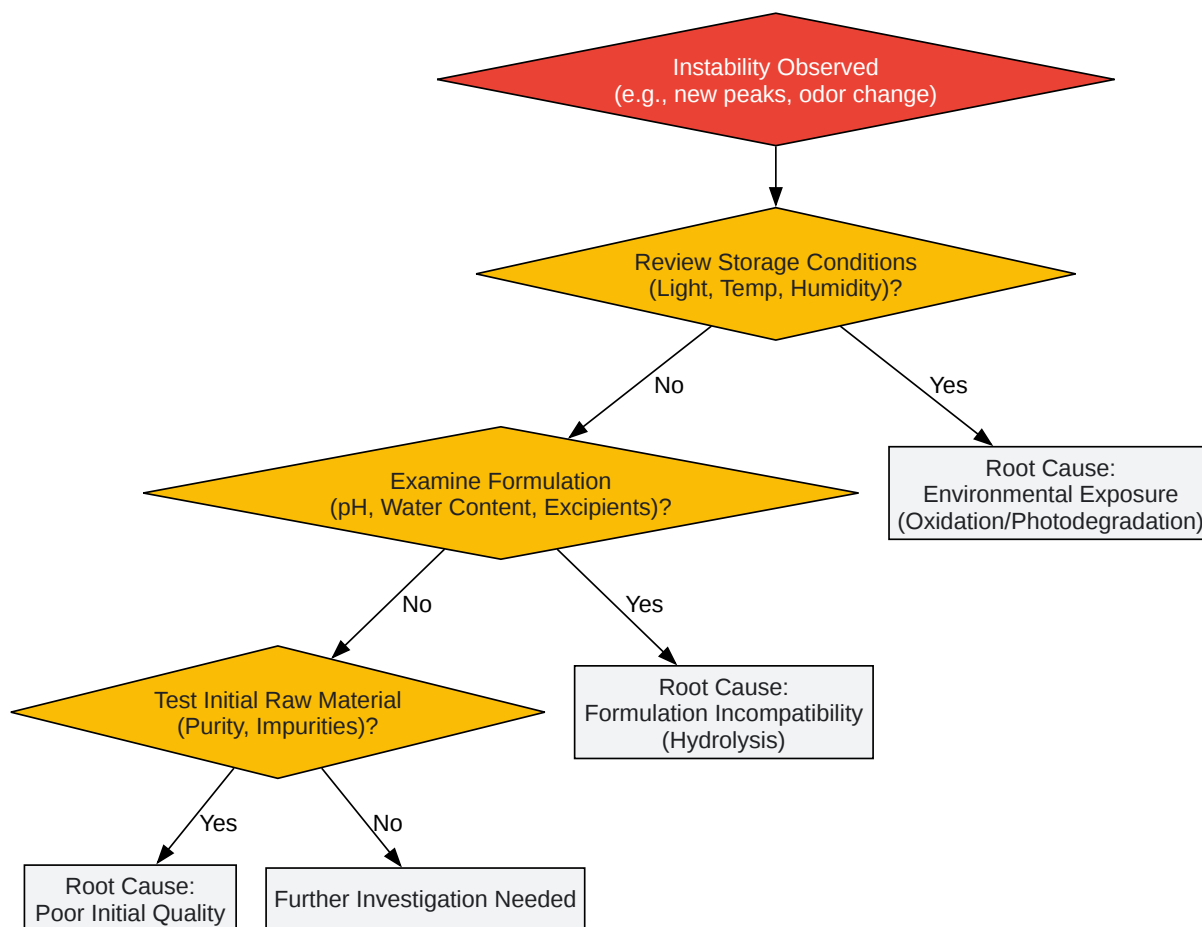 Instability Observed
(e.g., new peaks, odor change)
Review Storage Conditions
(Light, Temp, Humidity)?
No
Yes
Examine Formulation
(pH, Water Content, Excipients)?
Root Cause:
Environmental Exposure
(Oxidation/Photodegradation)
No
Yes
Test Initial Raw Material
(Purity, Impurities)?
Root Cause:
Formulation Incompatibility
(Hydrolysis)
Yes
No
Root Cause:
Poor Initial Quality
Further Investigation Needed